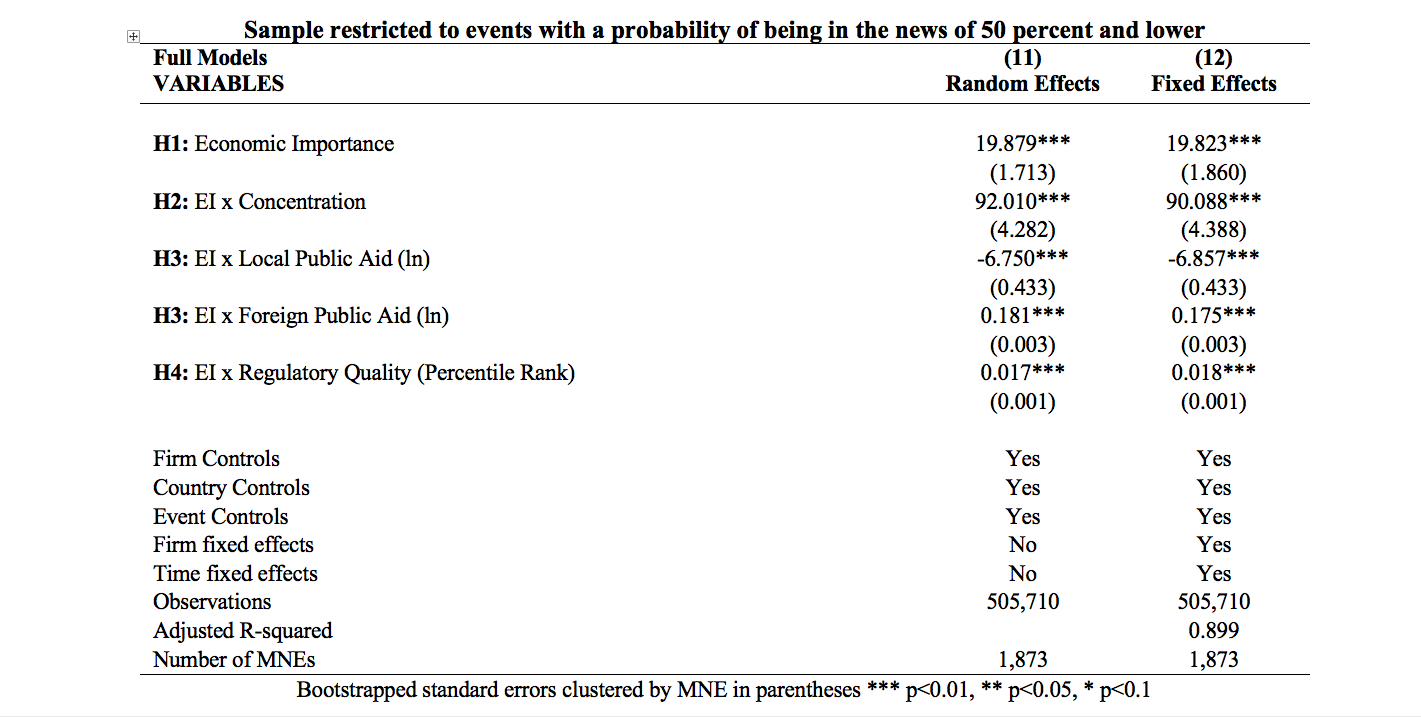 Sample restricted to events with a probability of being in the news of 50 percent and lower
Full Models (11) (12)
VARIABLES Random Effects Fixed Effects
H1: Economic Importance 19.879*** 19.823***
(1.713) (1.860)
H2: EI x Concentration 92.010*** 90.088***
(4.282) (4.388)
H3: EI x Local Public Aid (ln) -6.750*** -6.857***
(0.433) (0.433)
H3: EI x Foreign Public Aid (ln) 0.181*** 0.175***
(0.003) (0.003)
H4: EI x Regulatory Quality (Percentile Rank) 0.017*** 0.018***
(0.001) (0.001)
Firm Controls Yes Yes
Country Controls Yes Yes
Event Controls Yes Yes
Firm fixed effects No Yes
Time fixed effects No Yes
Observations 505,710 505,710
Adjusted R-squared 0.899
Number of MNEs 1,873 1,873
Bootstrapped standard errors clustered by MNE in parentheses *** p<0.01, ** p<0.05, * p<0.1